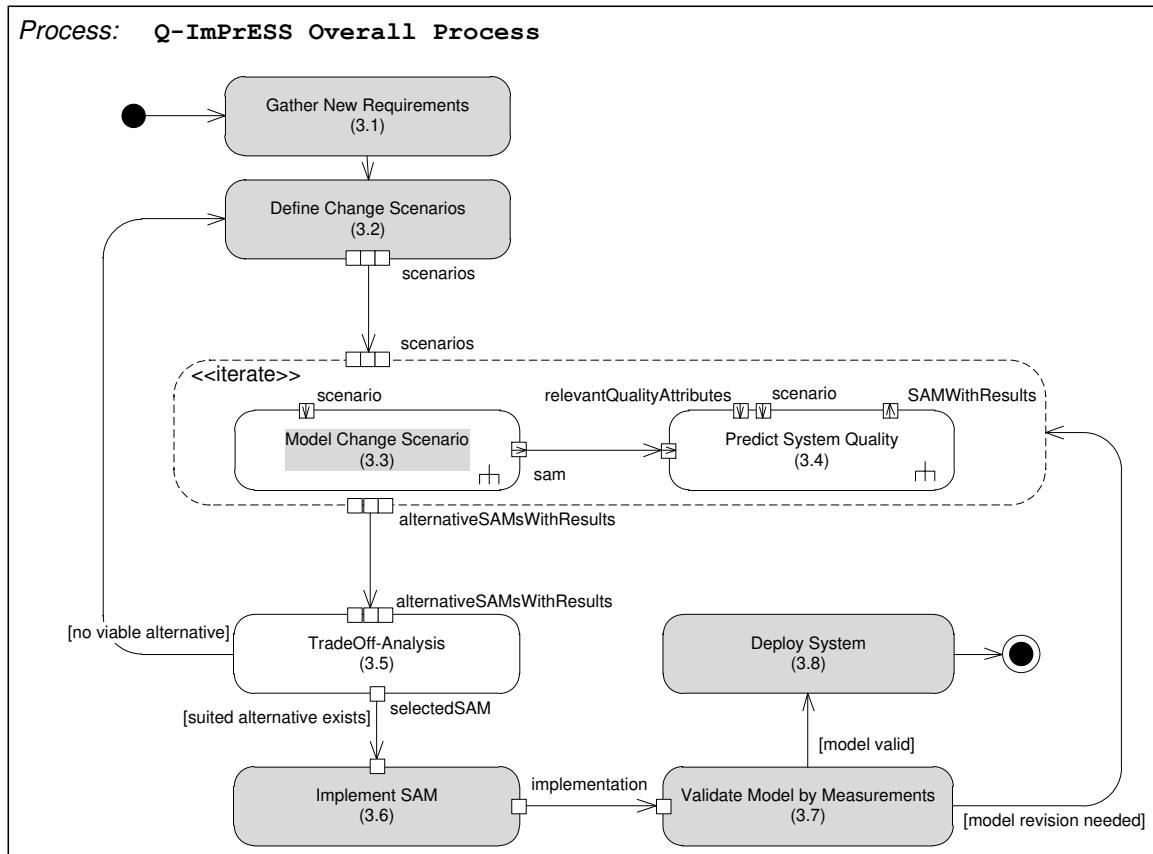 Process: Q-ImPrESS Overall Process
Gather New Requirements
(3.1)
Define Change Scenarios
(3.2)
scenarios
scenarios
<<iterate>>
scenario
relevantQualityAttributes
scenario
SAMWithResults
Model Change Scenario
(3.3)
sam
Predict System Quality
(3.4)
alternativeSAMsWithResults
alternativeSAMsWithResults
[no viable alternative]
TradeOff-Analysis
(3.5)
Deploy System
(3.8)
selectedSAM
[suited alternative exists]
[model valid]
Implement SAM
(3.6)
implementation
Validate Model by Measurements
(3.7)
[model revision needed]